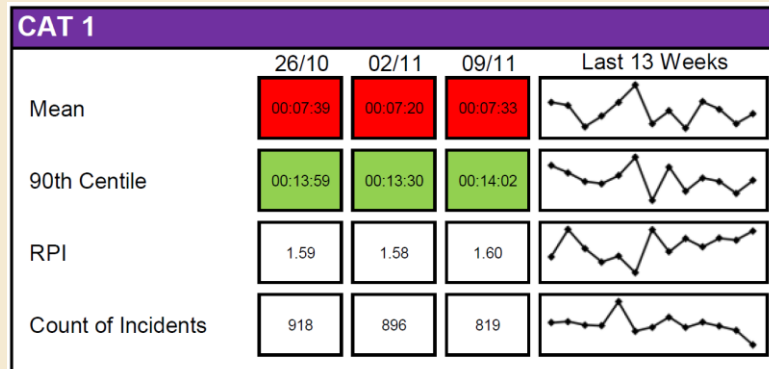 CAT 1
26/10 02/11 09/11 Last 13 Weeks
Mean 00:07:39 00:07:20 00:07:33
90th Centile 00:13:59 00:13:30 00:14:02
RPI 1.59 1.58 1.60
Count of Incidents 918 896 819